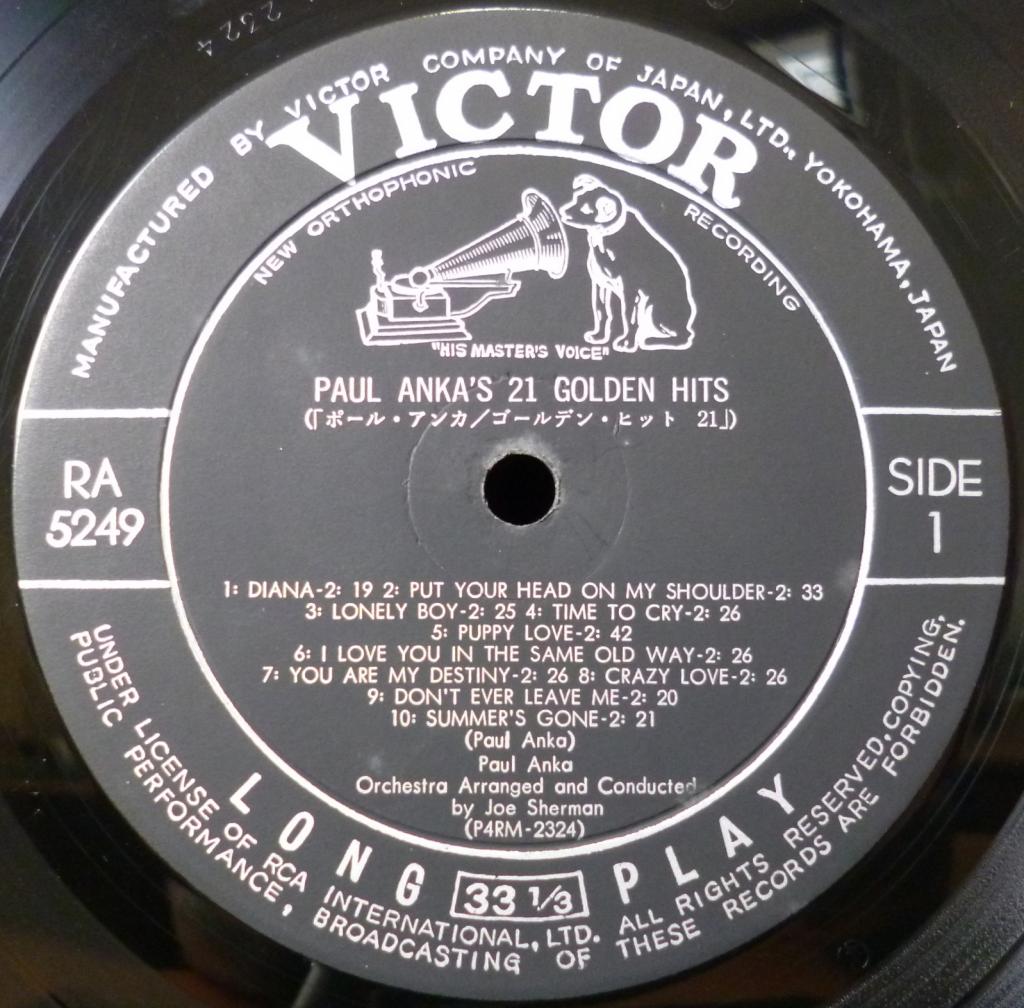 2324
MANUFACTURED BY VICTOR COMPANY OF JAPAN, LTD., YOKOHAMA, JAPAN
VICTOR
NEW ORTHOPHONIC RECORDING
"HIS MASTER'S VOICE"
PAUL ANKA'S 21 GOLDEN HITS
(「ポール・アンカ/ゴールデン・ヒット 21」)
RA
5249
SIDE
1
1: DIANA-2: 19 2: PUT YOUR HEAD ON MY SHOULDER-2: 33
3: LONELY BOY-2: 25 4: TIME TO CRY-2: 26
5: PUPPY LOVE-2: 42
6: I LOVE YOU IN THE SAME OLD WAY-2: 26
7: YOU ARE MY DESTINY-2: 26 8: CRAZY LOVE-2: 26
9: DON'T EVER LEAVE ME-2: 20
10: SUMMER'S GONE-2: 21
(Paul Anka)
Paul Anka
Orchestra Arranged and Conducted
by Joe Sherman
(P4RM-2324)
LONG 33 1/3 PLAY
UNDER LICENSE OF RCA INTERNATIONAL, LTD. ALL RIGHTS RESERVED, COPYING,
PUBLIC PERFORMANCE, BROADCASTING OF THESE RECORDS ARE FORBIDDEN.